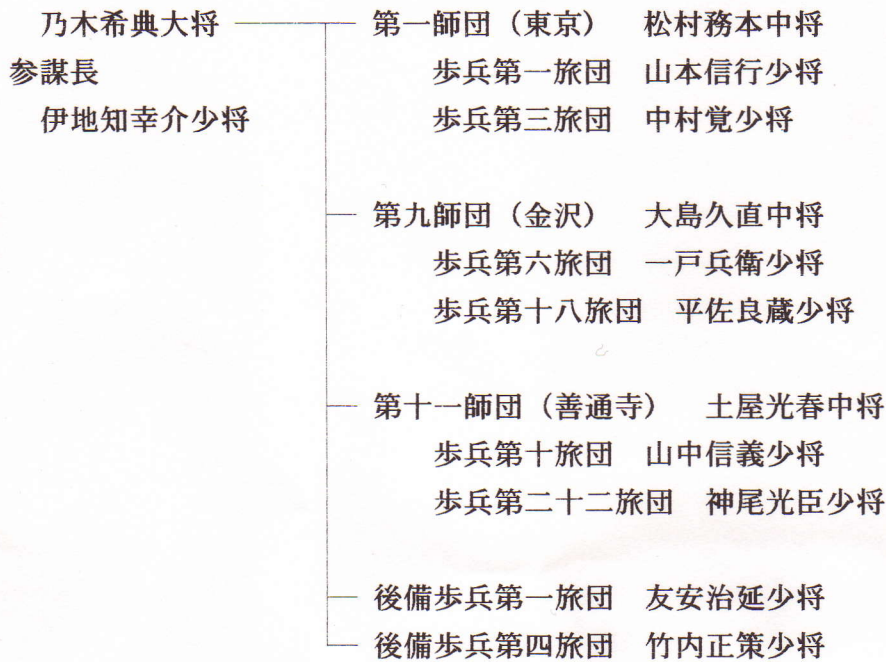 乃木希典大将
参謀長
伊地知幸介少将
第一師団（東京）　松村務本中将
歩兵第一旅団　山本信行少将
歩兵第三旅団　中村覚少将
第九師団（金沢）　大島久直中将
歩兵第六旅団　一戸兵衛少将
歩兵第十八旅団　平佐良蔵少将
第十一師団（善通寺）　土屋光春中将
歩兵第十旅団　山中信義少将
歩兵第二十二旅団　神尾光臣少将
後備歩兵第一旅団　友安治延少将
後備歩兵第四旅団　竹内正策少将